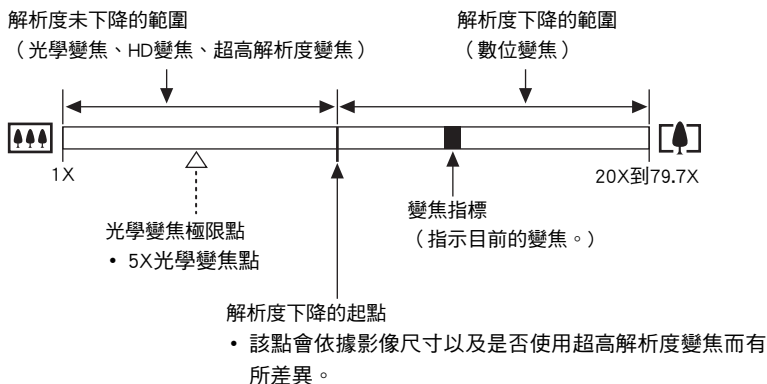 解析度未下降的範圍
（光學變焦、HD變焦、超高解析度變焦）
解析度下降的範圍
（數位變焦）
1X
20X到79.7X
光學變焦極限點
• 5X光學變焦點
變焦指標
（指示目前的變焦。）
解析度下降的起點
• 該點會依據影像尺寸以及是否使用超高解析度變焦而有
所差異。